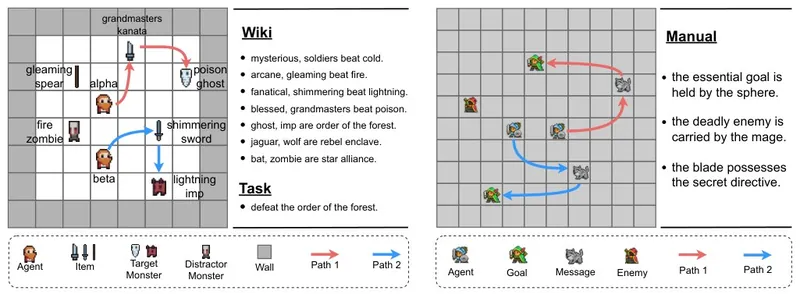 grandmasters
kanata
gleaming
spear
alpha
poison
ghost
fire
zombie
shimmering
sword
beta
lightning
imp
Wiki
• mysterious, soldiers beat cold.
• arcane, gleaming beat fire.
• fanatical, shimmering beat lightning.
• blessed, grandmasters beat poison.
• ghost, imp are order of the forest.
• jaguar, wolf are rebel enclave.
• bat, zombie are star alliance.
Task
• defeat the order of the forest.
Agent
Item
Target
Monster
Distractor
Monster
Wall
Path 1
Path 2
Manual
• the essential goal is
held by the sphere.
• the deadly enemy is
carried by the mage.
• the blade possesses
the secret directive.
Agent
Goal
Message
Enemy
Path 1
Path 2